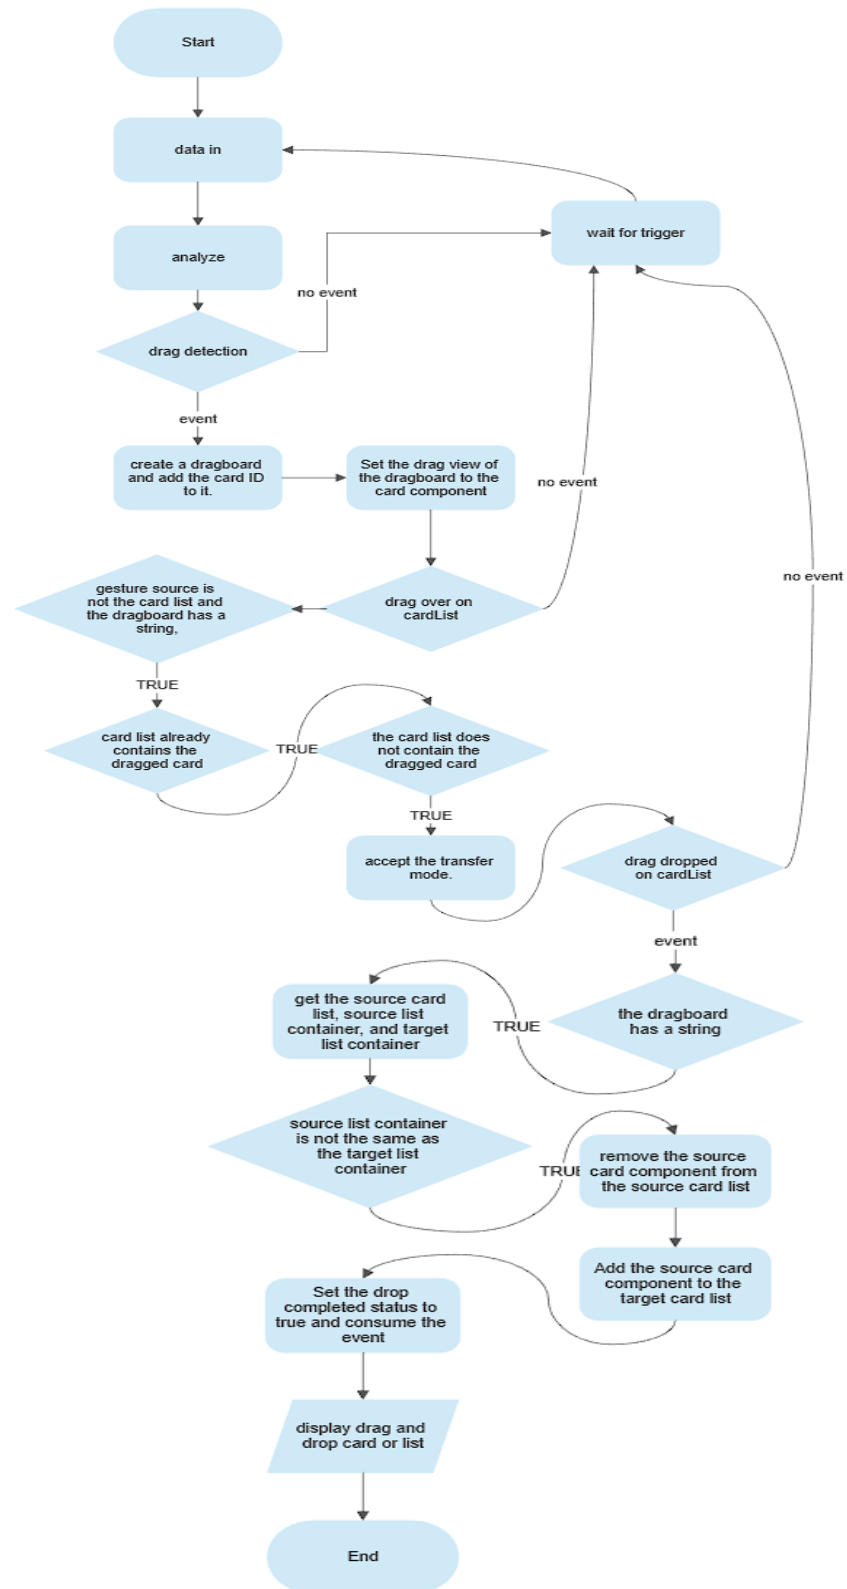 Start
data in
wait for trigger
analyze
no event
drag detection
event
create a dragboard
and add the card ID
to it.
Set the drag view of
the dragboard to the
card component
no event
no event
gesture source is
not the card list and
the dragboard has a
string,
drag over on
cardList
TRUE
card list already
contains the
dragged card
TRUE
the card list does
not contain the
dragged card
TRUE
accept the transfer
mode.
drag dropped
on cardList
event
get the source card
list, source list
container, and target
list container
TRUE
the dragboard
has a string
source list container
is not the same as
the target list
container
TRUE
remove the source
card component from
the source card list
Add the source card
component to the
target card list
Set the drop
completed status to
true and consume the
event
display drag and
drop card or list
End